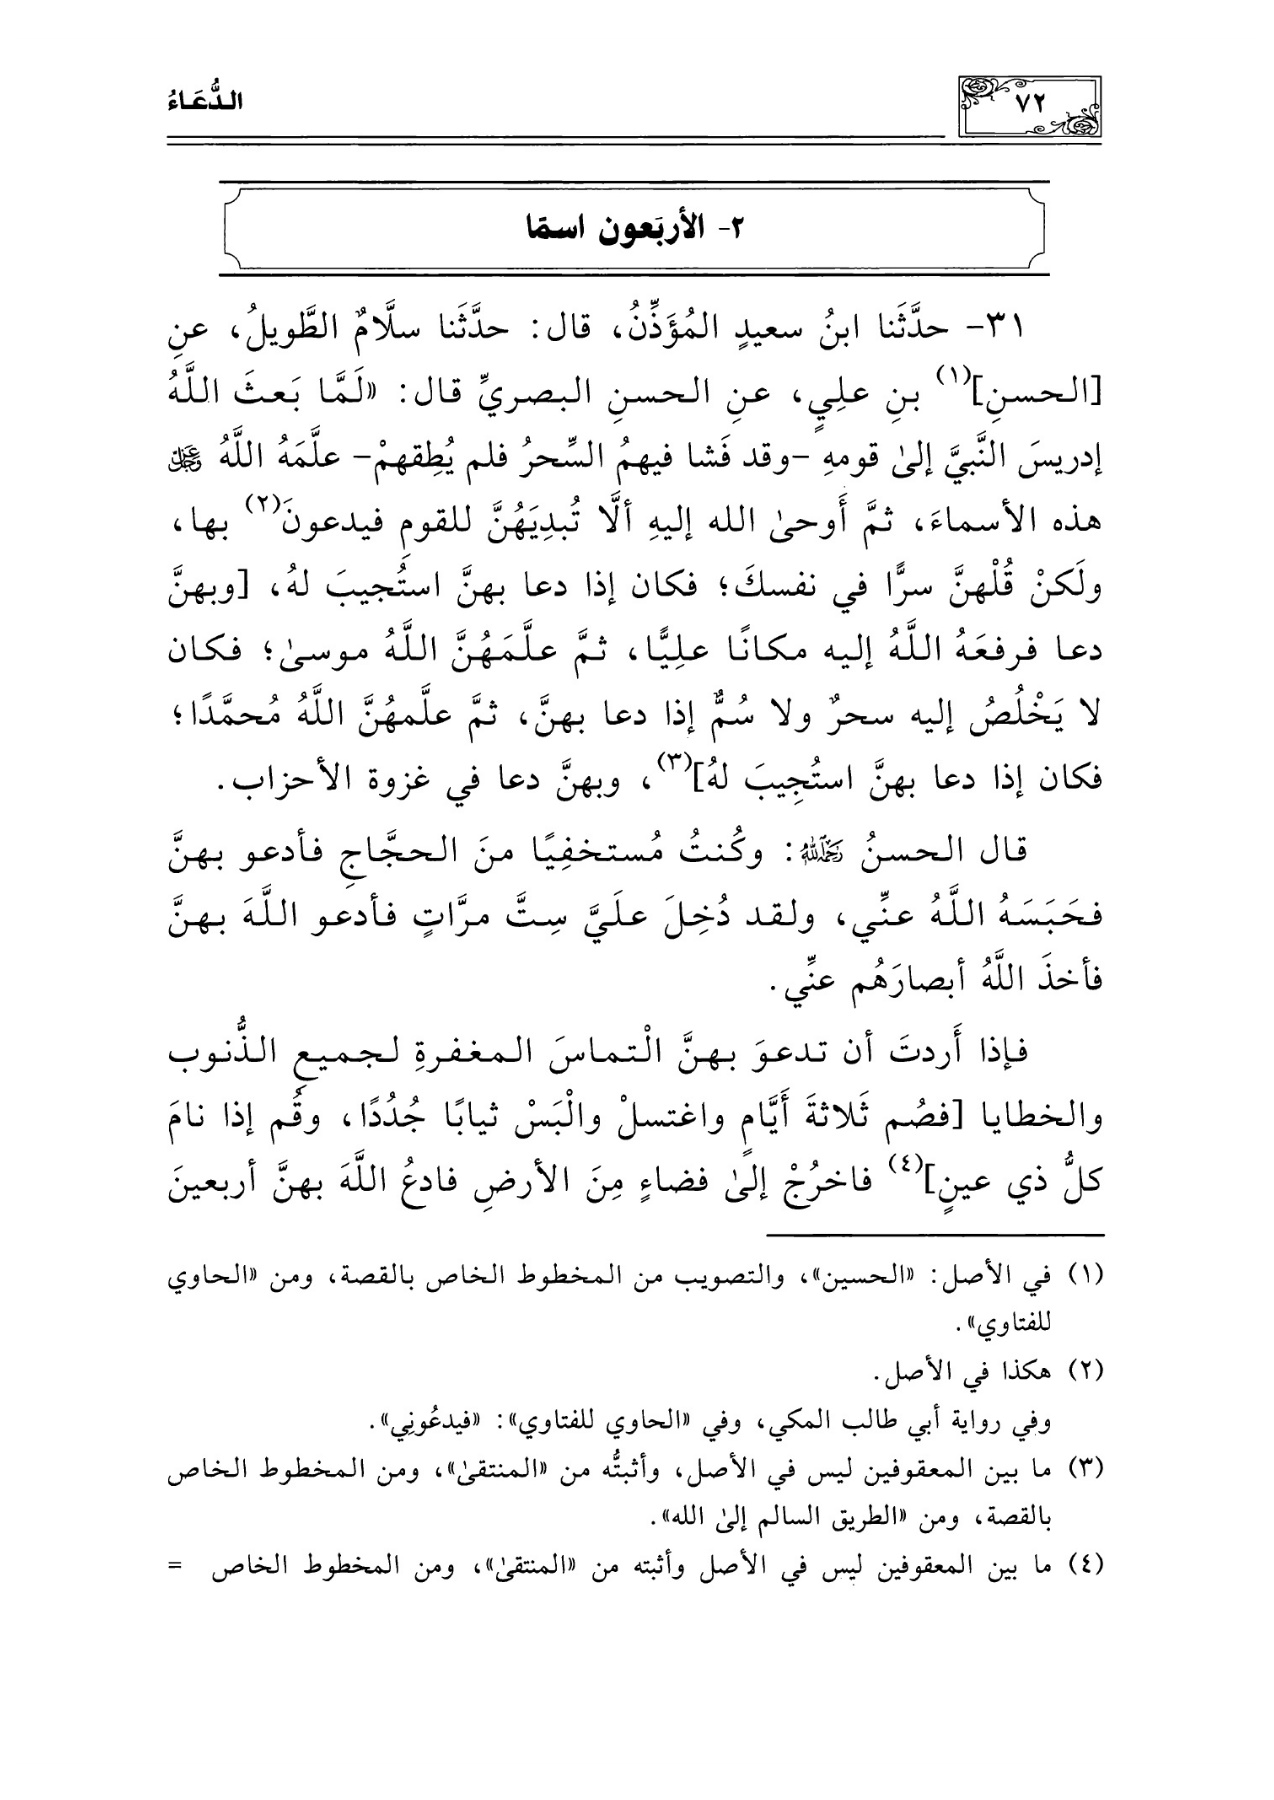 ٧٢
الدُّعَاءُ
٢- الأربَعون اسمًا
٣١- حدَّثَنا ابنُ سعيدٍ المُؤَذِّنُ، قال: حدَّثَنا سلَّامٌ الطَّويلُ، عنِ
[الحسنِ](١) بنِ علِيٍ، عنِ الحسنِ البصريِّ قال: «لَمَّا بَعثَ اللَّهُ
إدريسَ النَّبيَّ إلىٰ قومهِ -وقد فَشا فيهمُ السِّحرُ فلم يُطِقهمْ- علَّمَهُ اللَّهُ عَزَّ وَجَلَّ
هذه الأسماءَ، ثمَّ أَوحىٰ الله إليهِ ألَّا تُبدِيَهُنَّ للقومِ فيدعونَ(٢) بها،
ولَكنْ قُلْهنَّ سرًّا في نفسكَ؛ فكان إذا دعا بهنَّ استُجيبَ لهُ، [وبهنَّ
دعا فرفعَهُ اللَّهُ إليه مكانًا علِيًّا، ثمَّ علَّمَهُنَّ اللَّهُ موسىٰ؛ فكان
لا يَخْلُصُ إليه سحرٌ ولا سُمٌّ إذا دعا بهنَّ، ثمَّ علَّمهُنَّ اللَّهُ مُحمَّدًا؛
فكان إذا دعا بهنَّ استُجِيبَ لهُ](٣)، وبهنَّ دعا في غزوة الأحزاب.
قال الحسنُ رَحِمَهُ اللَّهُ: وكُنتُ مُستخفِيًا منَ الحجَّاجِ فأدعو بهنَّ
فحَبَسَهُ اللَّهُ عنِّي، ولقد دُخِلَ علَيَّ سِتَّ مرَّاتٍ فأدعو اللَّهَ بهنَّ
فأخذَ اللَّهُ أبصارَهُم عنِّي.
فإذا أَردتَ أن تدعوَ بهنَّ الْتماسَ المغفرةِ لجميعِ الذُّنوب
والخطايا [فصُم ثَلاثةَ أَيَّامٍ واغتسلْ والْبَسْ ثيابًا جُدُدًا، وقُم إذا نامَ
كلُّ ذي عينٍ](٤) فاخرُجْ إلىٰ فضاءٍ مِنَ الأرضِ فادعُ اللَّهَ بهنَّ أربعينَ
(١) في الأصل: «الحسين»، والتصويب من المخطوط الخاص بالقصة، ومن «الحاوي
للفتاوي».
(٢) هكذا في الأصل.
وفي رواية أبي طالب المكي، وفي «الحاوي للفتاوي»: «فيدعُونِي».
(٣) ما بين المعقوفين ليس في الأصل، وأثبتُّه من «المنتقىٰ»، ومن المخطوط الخاص
بالقصة، ومن «الطريق السالم إلىٰ الله».
(٤) ما بين المعقوفين ليس في الأصل وأثبته من «المنتقىٰ»، ومن المخطوط الخاص =